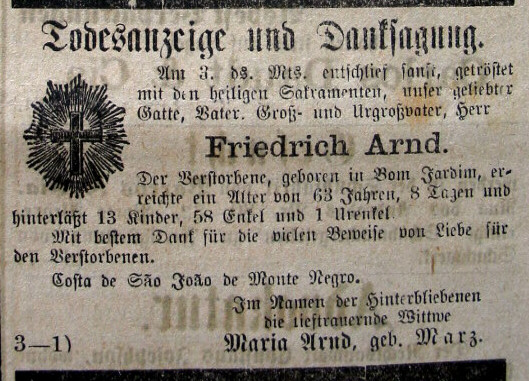 Todesanzeige und Danksagung.
Am 3. ds. Mts. entschlief sanft, getröstet
mit den heiligen Sakramenten, unser geliebter
Gatte, Vater. Groß- und Urgroßvater, Herr
Friedrich Arnd.
Der Verstorbene, geboren in Bom Jardim, er-
reichte ein Alter von 63 Jahren, 8 Tagen und
hinterläßt 13 Kinder, 58 Enkel und 1 Urenkel.
Mit bestem Dank für die vielen Beweise von Liebe für
den Verstorbenen.
Costa de São João de Monte Negro.
Im Namen der Hinterbliebenen
die tieftrauernde Wittwe
3—1) Maria Arnd, geb. Marz.